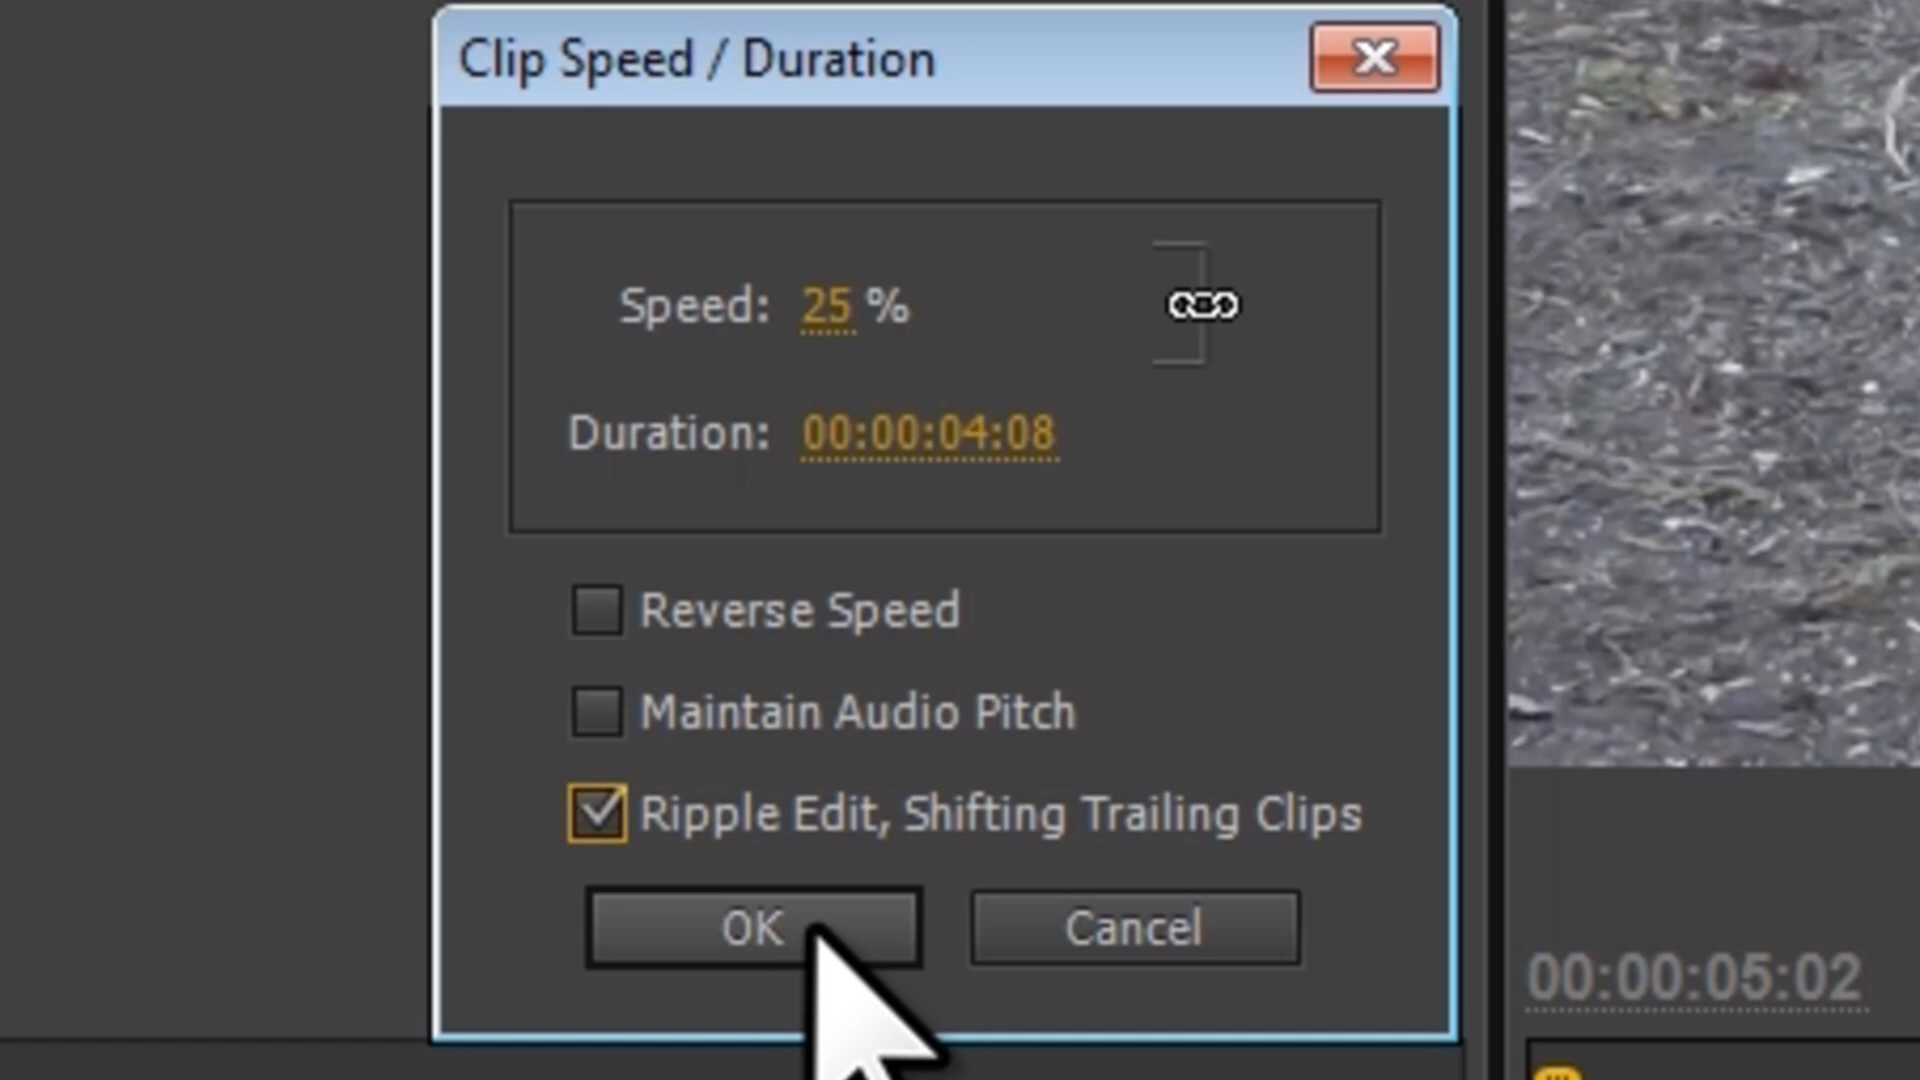 Clip Speed / Duration
Speed: 25 %
Duration: 00:00:04:08
Reverse Speed
Maintain Audio Pitch
Ripple Edit, Shifting Trailing Clips
OK Cancel
00:00:05:02